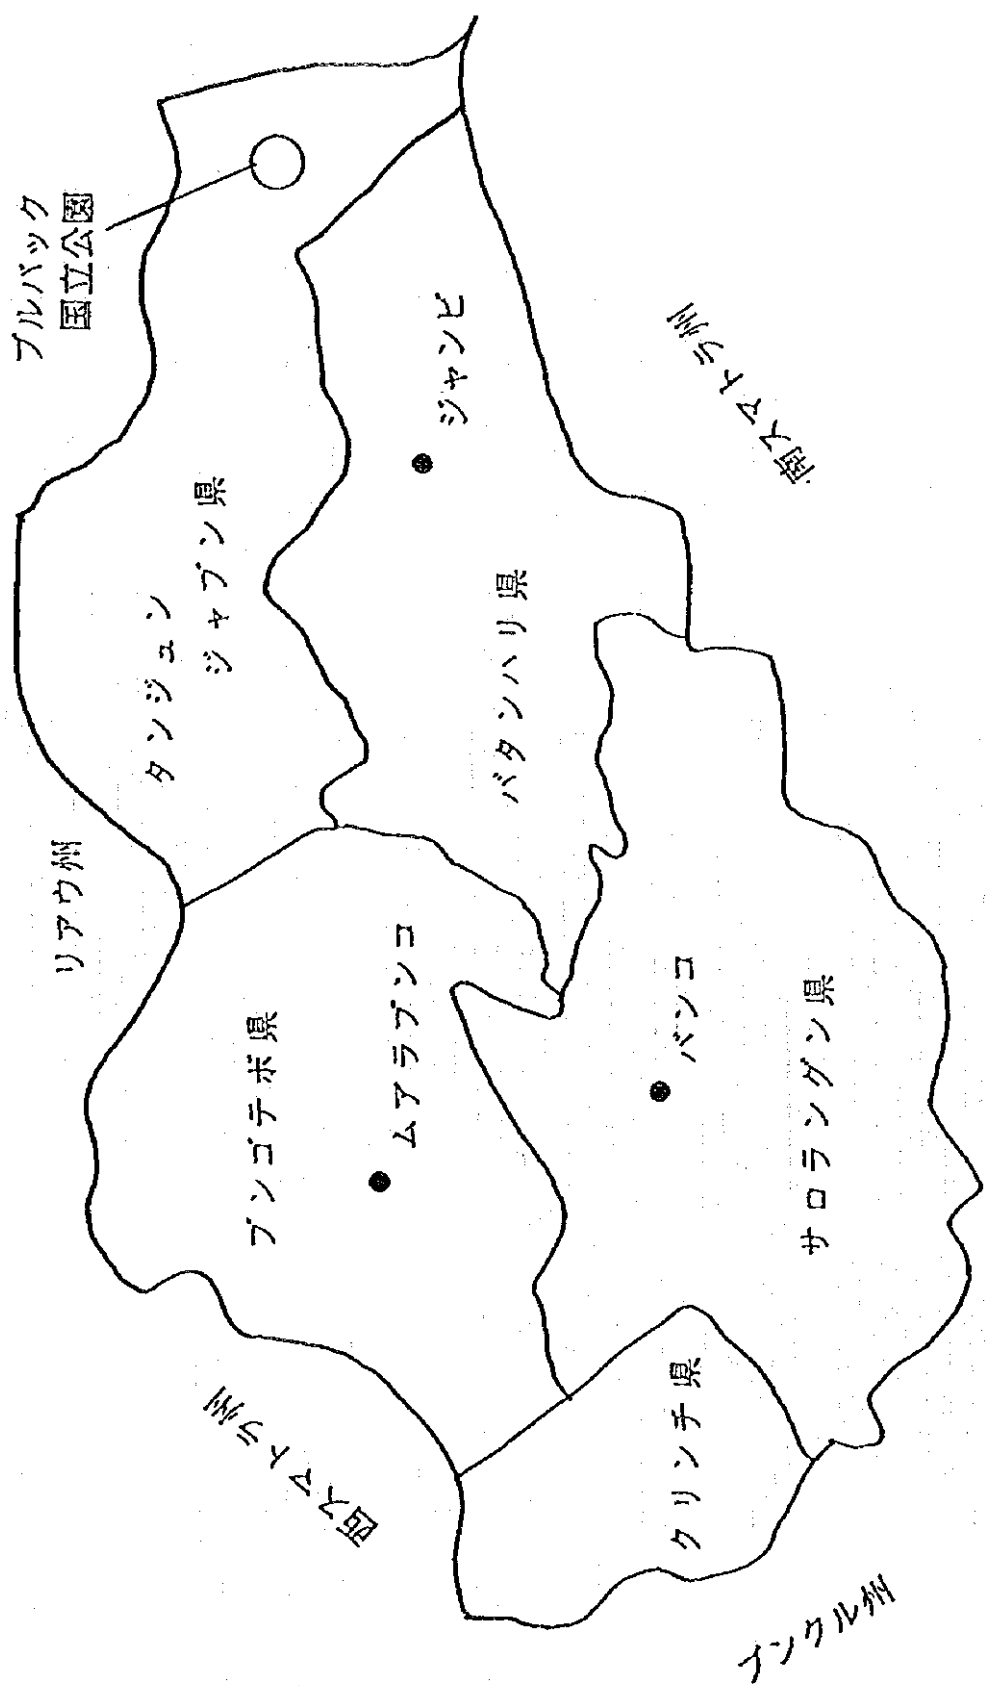 ブルバック
国立公園
リアウ州
タンジュン
ジャブン県
ジャンビ
バタンハリ県
南スマトラ州
ブンゴテボ県
ムアラブンゴ
バンコ
サロランダン県
西スマトラ州
クリンチ県
ブンクル州